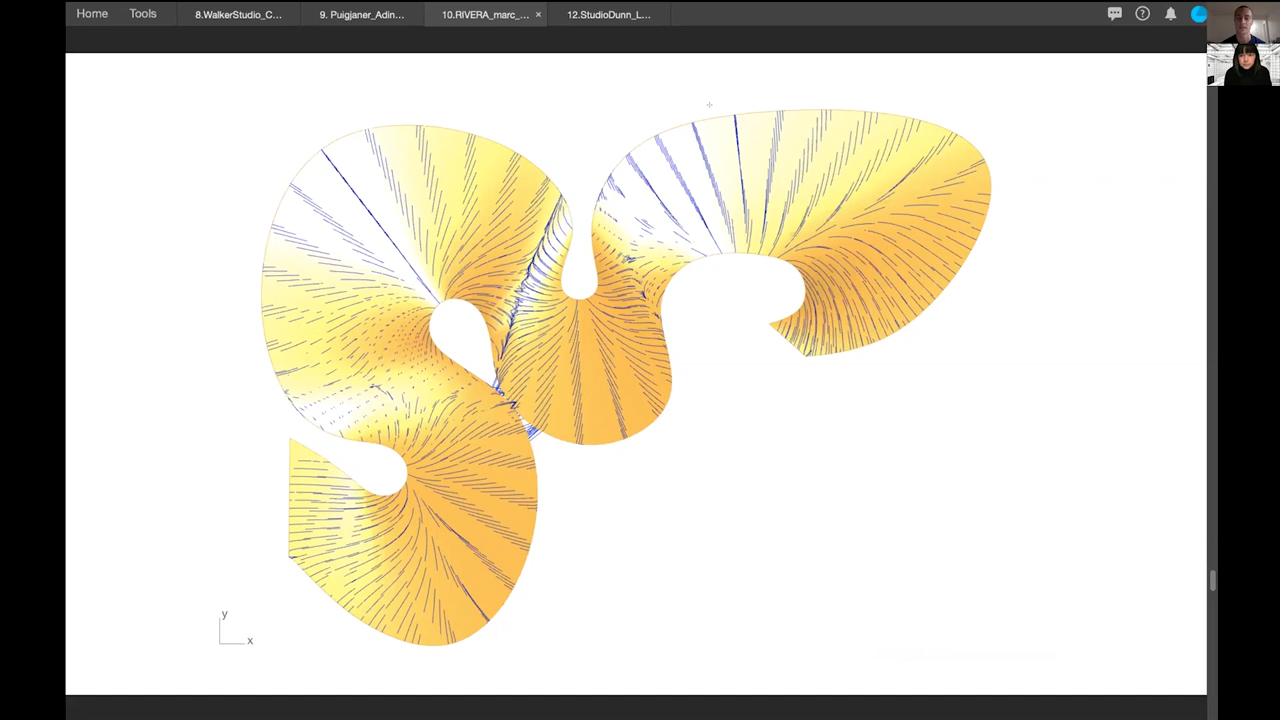 Home Tools 8.WalkerStudio_C... 9. Puigjaner_Adin... 10.RIVERA_marc_... × 12.StudioDunn_L...
y
x